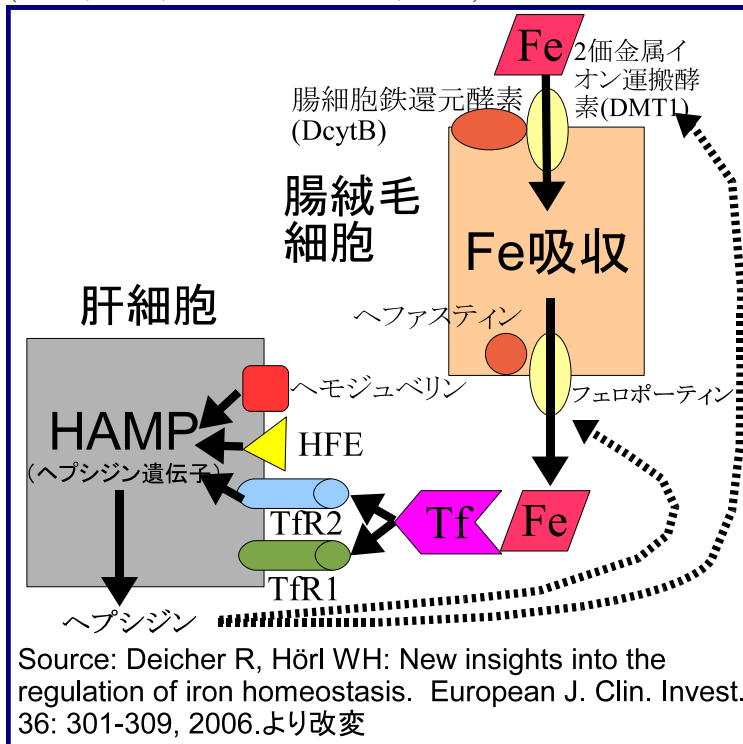 Fe
2価金属イ
オン運搬酵
素(DMT1)
腸細胞鉄還元酵素
(DcytB)
腸絨毛
細胞
Fe吸収
肝細胞
ヘファスティン
ヘモジュベリン
フェロポーティン
HAMP
(ヘプシジン遺伝子)
HFE
TfR2
Tf
Fe
TfR1
ヘプシジン
Source: Deicher R, Hörl WH: New insights into the
regulation of iron homeostasis. European J. Clin. Invest.
36: 301-309, 2006.より改変